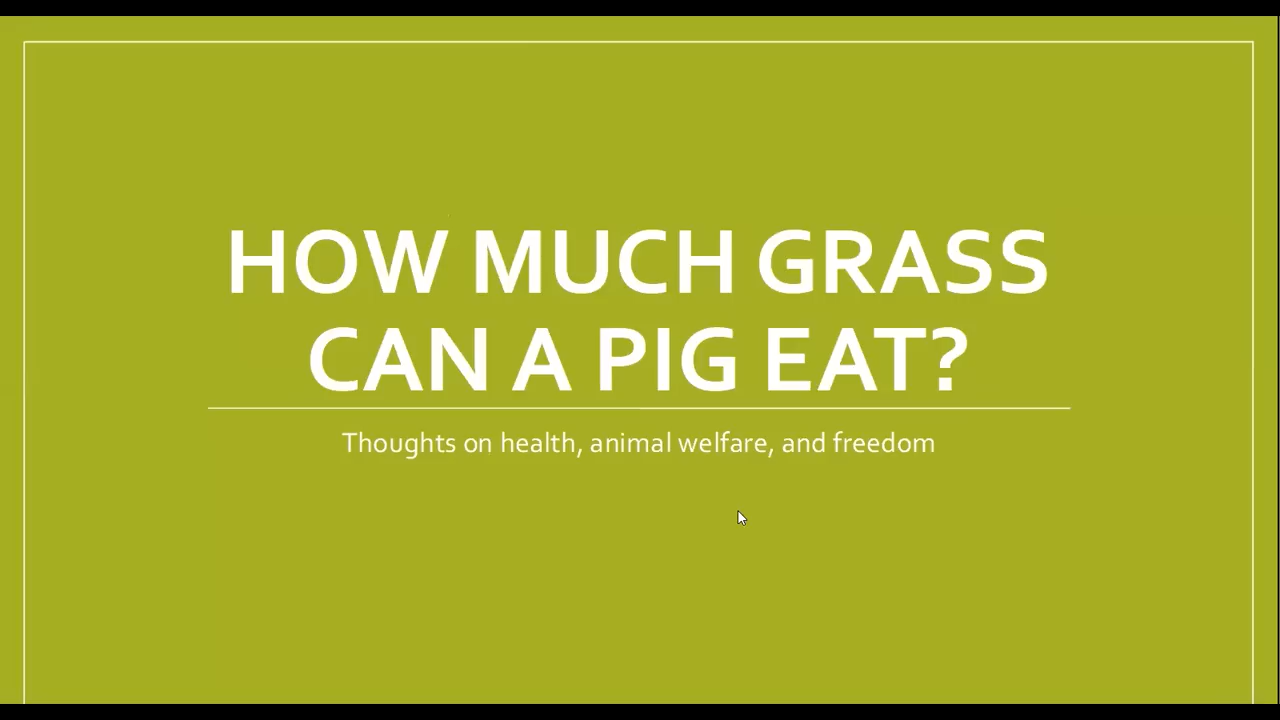 HOW MUCH GRASS
CAN A PIG EAT?
Thoughts on health, animal welfare, and freedom